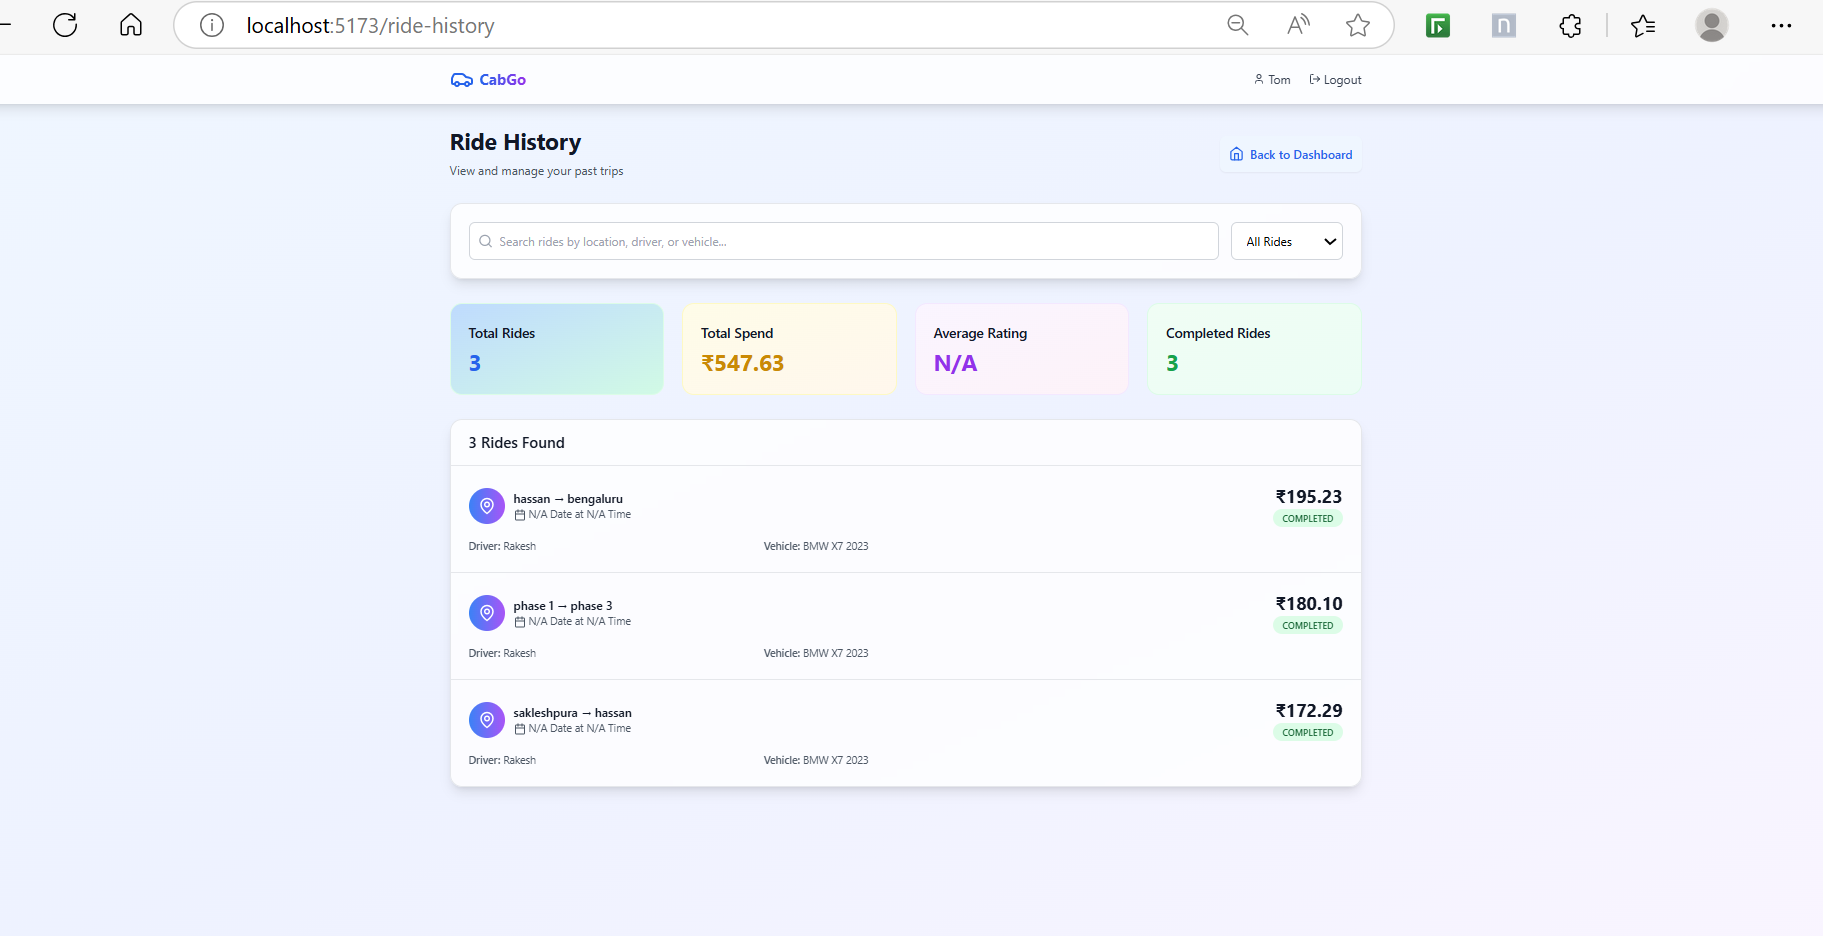 localhost:5173/ride-history
CabGo
Tom
Logout
Ride History
View and manage your past trips
Back to Dashboard
Search rides by location, driver, or vehicle...
All Rides
Total Rides
3
Total Spend
₹547.63
Average Rating
N/A
Completed Rides
3
3 Rides Found
hassan → bengaluru
N/A Date at N/A Time
₹195.23
COMPLETED
Driver: Rakesh
Vehicle: BMW X7 2023
phase 1 → phase 3
N/A Date at N/A Time
₹180.10
COMPLETED
Driver: Rakesh
Vehicle: BMW X7 2023
sakleshpura → hassan
N/A Date at N/A Time
₹172.29
COMPLETED
Driver: Rakesh
Vehicle: BMW X7 2023